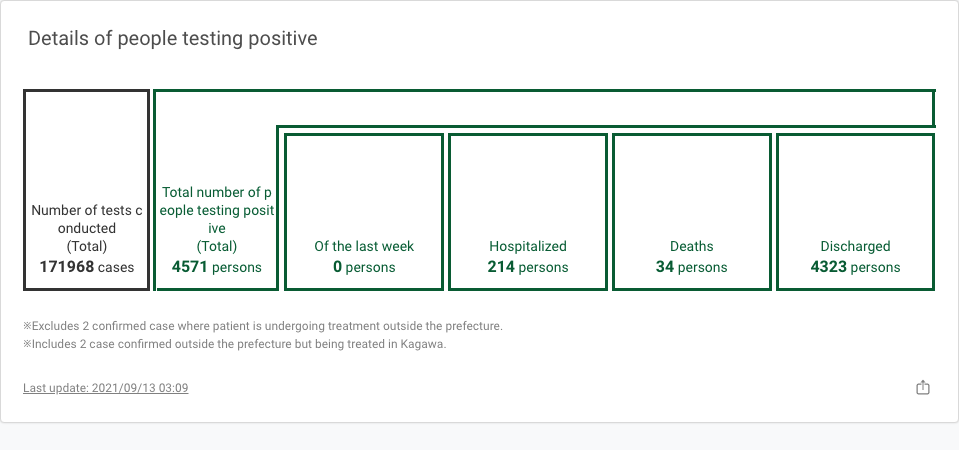 Details of people testing positive
Number of tests c
onducted
(Total)
171968 cases
Total number of p
eople testing posit
ive
(Total)
4571 persons
Of the last week
0 persons
Hospitalized
214 persons
Deaths
34 persons
Discharged
4323 persons
※Excludes 2 confirmed case where patient is undergoing treatment outside the prefecture.
※Includes 2 case confirmed outside the prefecture but being treated in Kagawa.
Last update: 2021/09/13 03:09